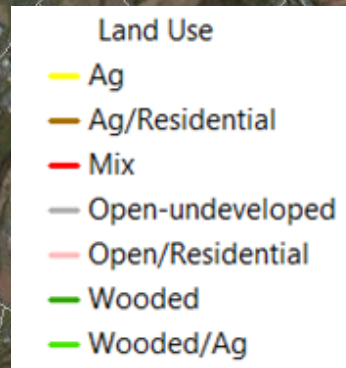 Land Use
Ag
Ag/Residential
Mix
Open-undeveloped
Open/Residential
Wooded
Wooded/Ag